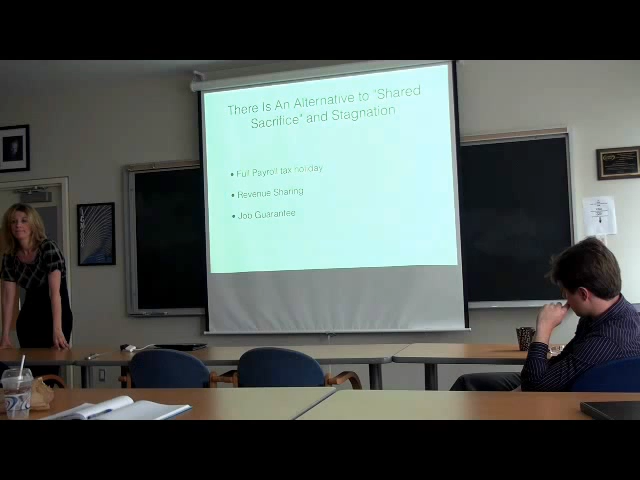 There Is An Alternative to "Shared
Sacrifice" and Stagnation
• Full Payroll tax holiday
• Revenue Sharing
• Job Guarantee